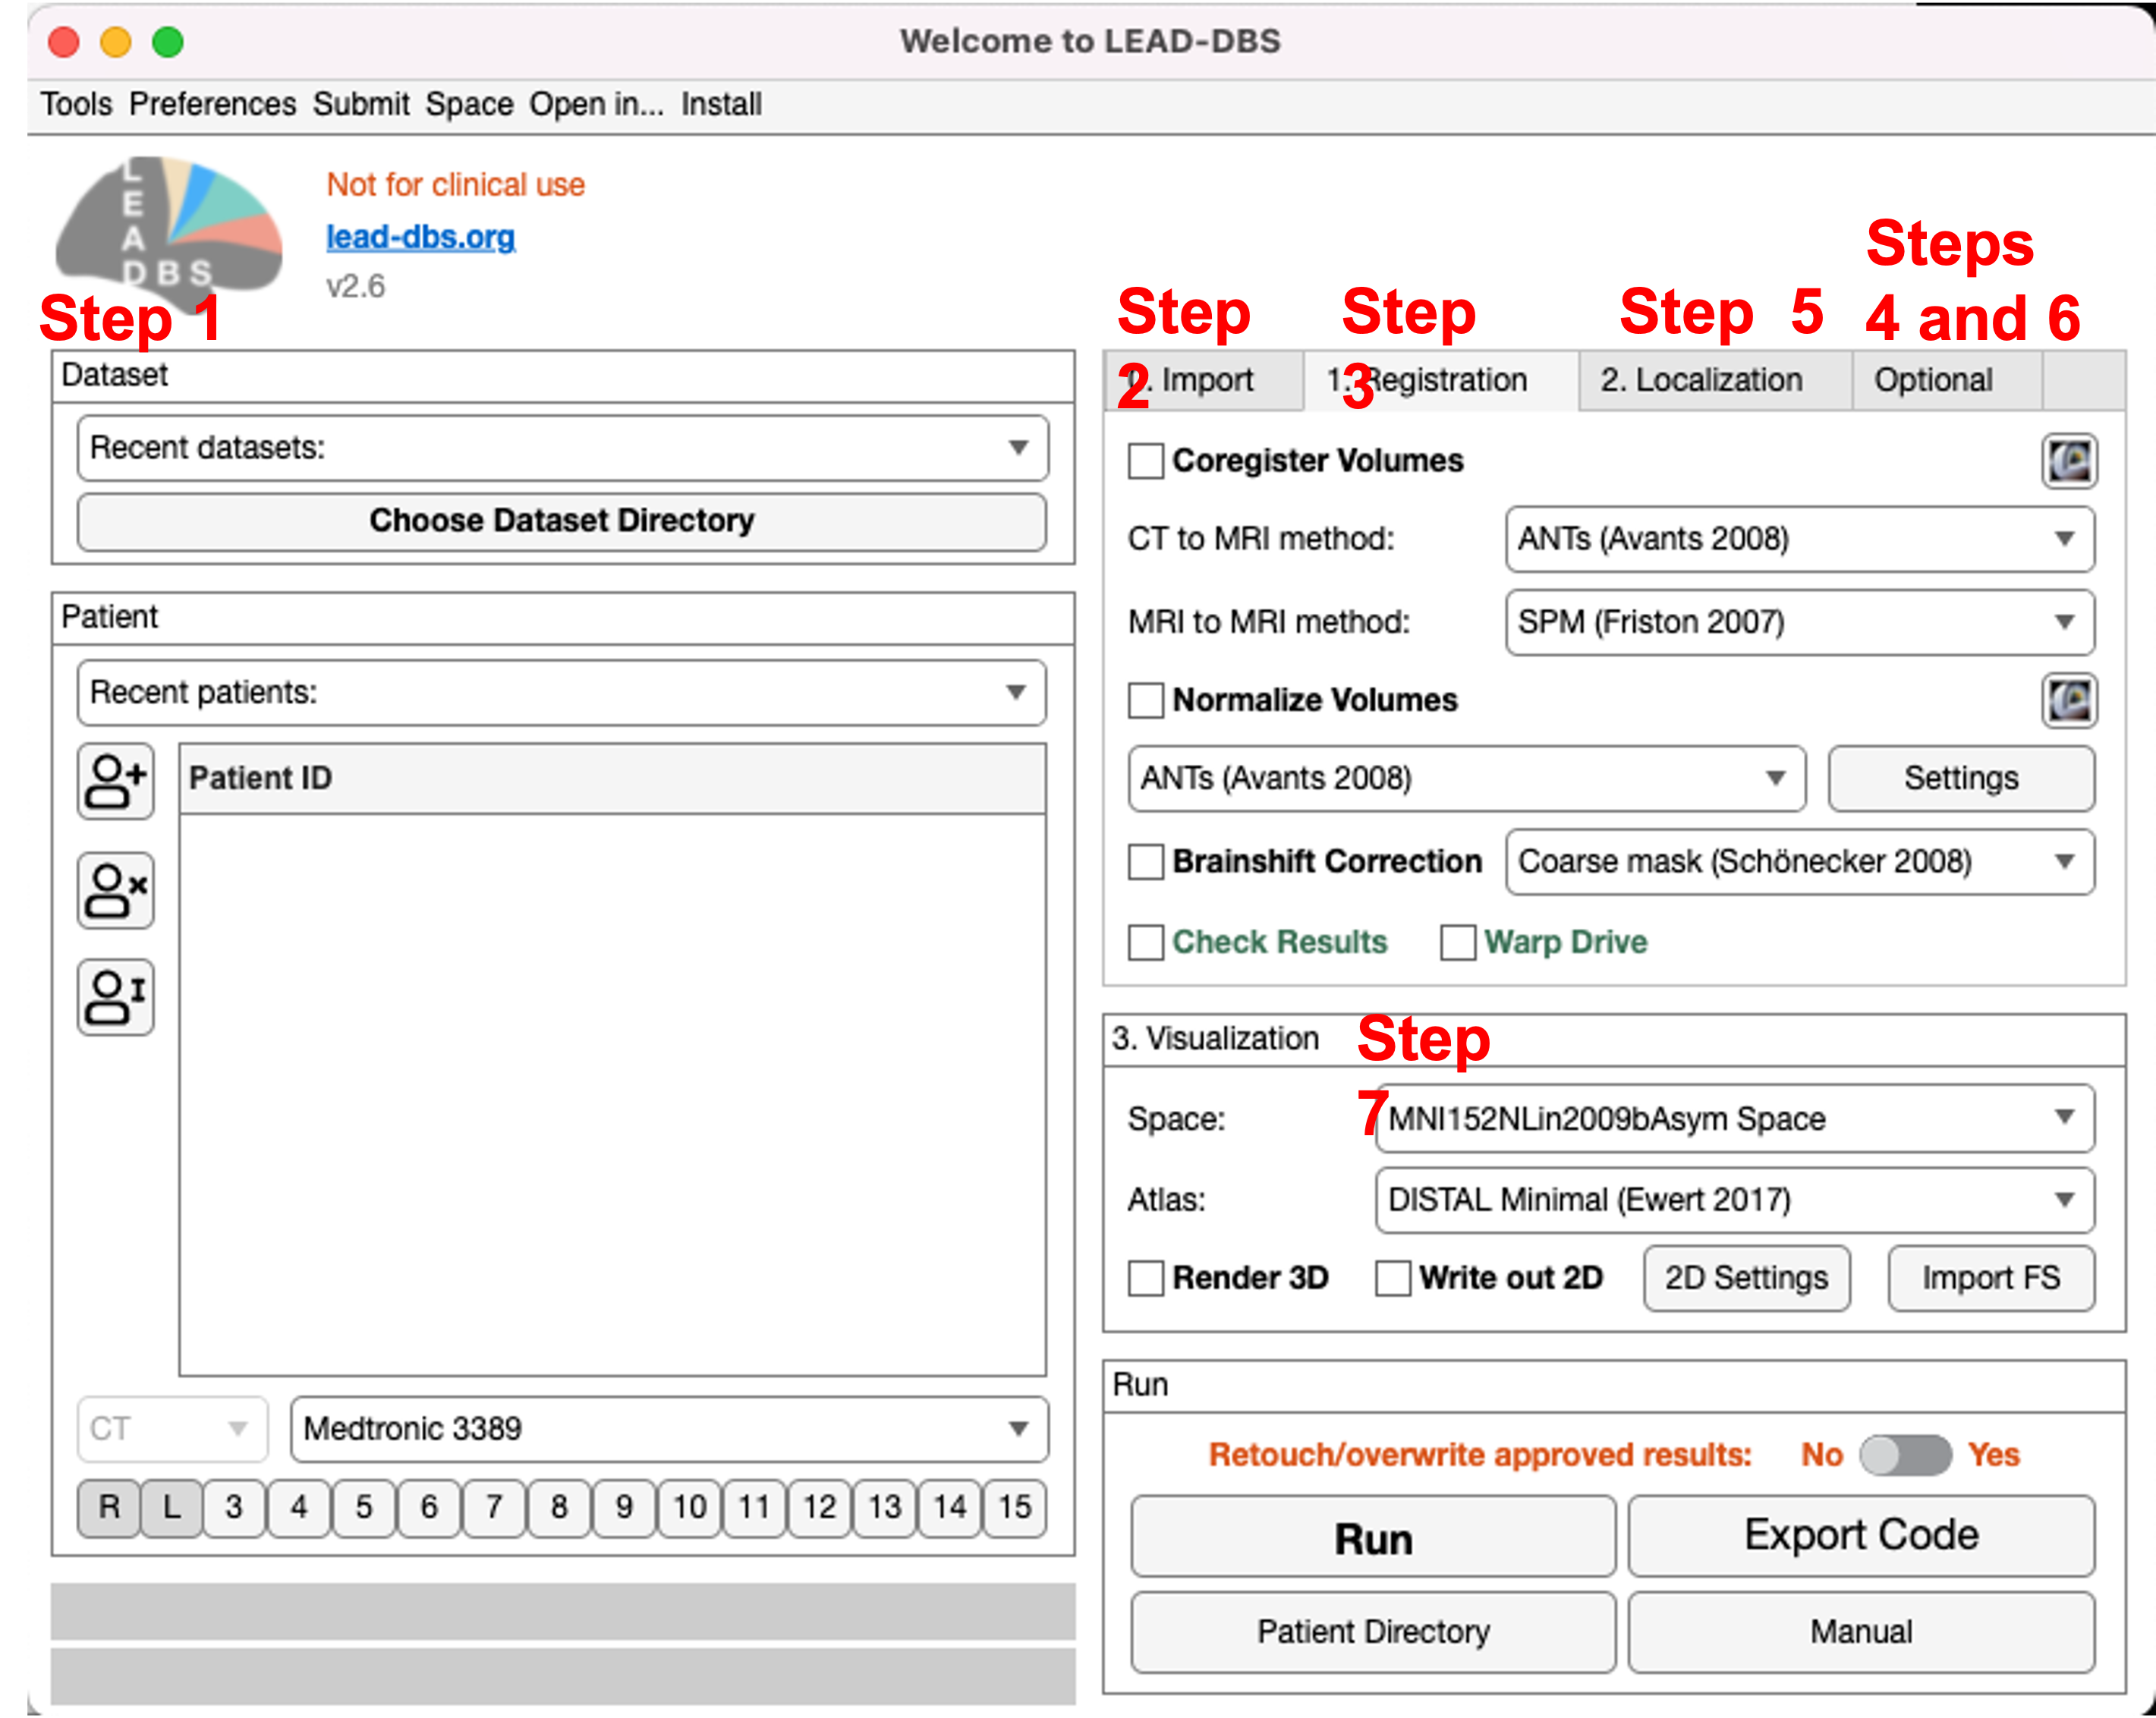 Welcome to LEAD-DBS
Tools Preferences Submit Space Open in... Install
L
E
A
D B S
Not for clinical use
lead-dbs.org
v2.6
Step 1
Dataset
Recent datasets:
Choose Dataset Directory
Patient
Recent patients:
Patient ID
CT
Medtronic 3389
R L 3 4 5 6 7 8 9 10 11 12 13 14 15
Step
2
Step
3
Step 5
Steps
4 and 6
. Import
1. Registration
2. Localization
Optional
Coregister Volumes
CT to MRI method:
ANTs (Avants 2008)
MRI to MRI method:
SPM (Friston 2007)
Normalize Volumes
ANTs (Avants 2008)
Settings
Brainshift Correction
Coarse mask (Schönecker 2008)
Check Results
Warp Drive
3. Visualization
Step
7
Space:
MNI152NLin2009bAsym Space
Atlas:
DISTAL Minimal (Ewert 2017)
Render 3D
Write out 2D
2D Settings
Import FS
Run
Retouch/overwrite approved results:
No
Yes
Run
Export Code
Patient Directory
Manual